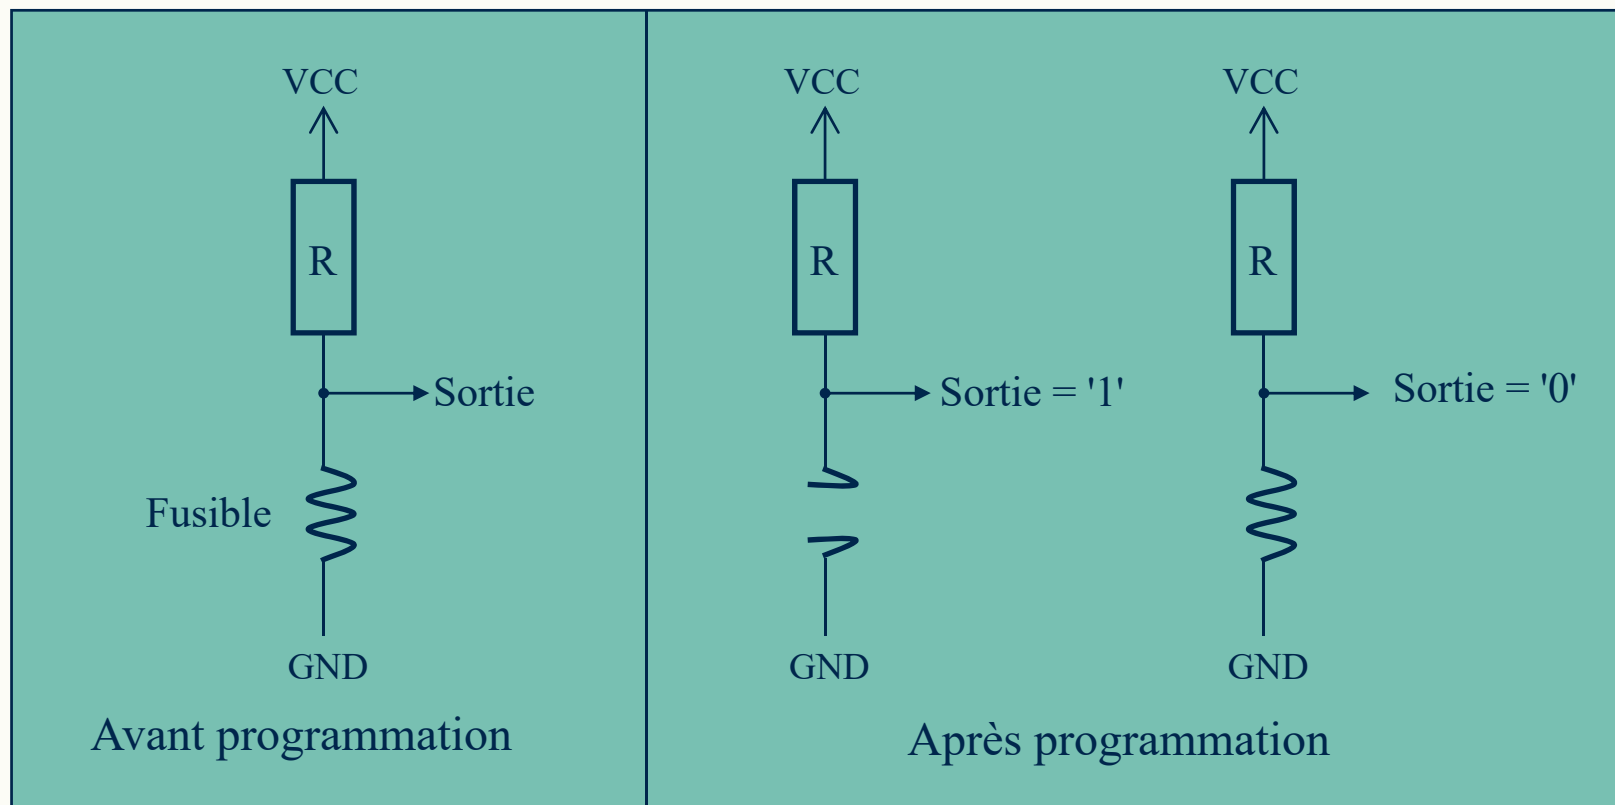 VCC
R
Sortie
Fusible
GND
Avant programmation
VCC
R
Sortie = '1'
GND
VCC
R
Sortie = '0'
GND
Après programmation